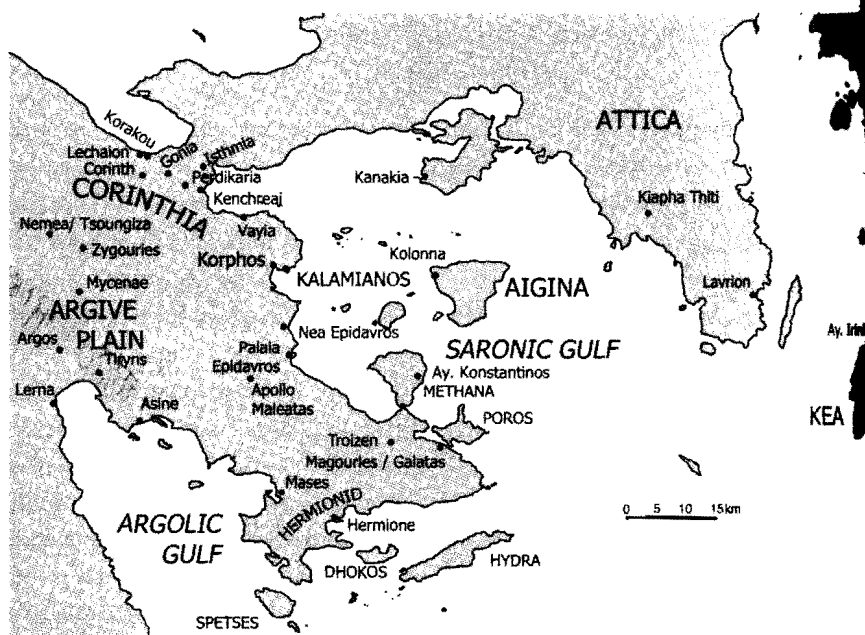 ATTICA
Korakou
Lechaion
Gonia
Isthmia
Corinth
Perdikaria
Kanakia
CORINTHIA
Kenchreai
Kiapha Thiti
Nemea/ Tsoungiza
Vayia
Zygouries
Kolonna
Korphos
KALAMIANOS
Mycenae
AIGINA
Lavrion
ARGIVE
PLAIN
Nea Epidavros
Argos
Palaia
Epidavros
SARONIC GULF
Tiryns
Ay. Konstantinos
METHANA
Lerna
Apollo
Maleatas
Asine
POROS
KEA
Troizen
Magoules / Galatas
Mases
HERMIONID
0 5 15km
ARGOLIC
GULF
Hermione
DHOKOS
HYDRA
SPETSES